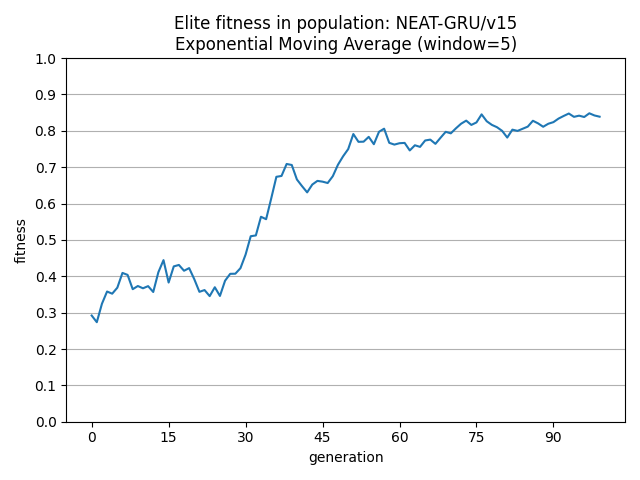 Elite fitness in population: NEAT-GRU/v15
Exponential Moving Average (window=5)
1.0
0.9
0.8
0.7
0.6
0.5
0.4
0.3
0.2
0.1
0.0
fitness
0 15 30 45 60 75 90
generation